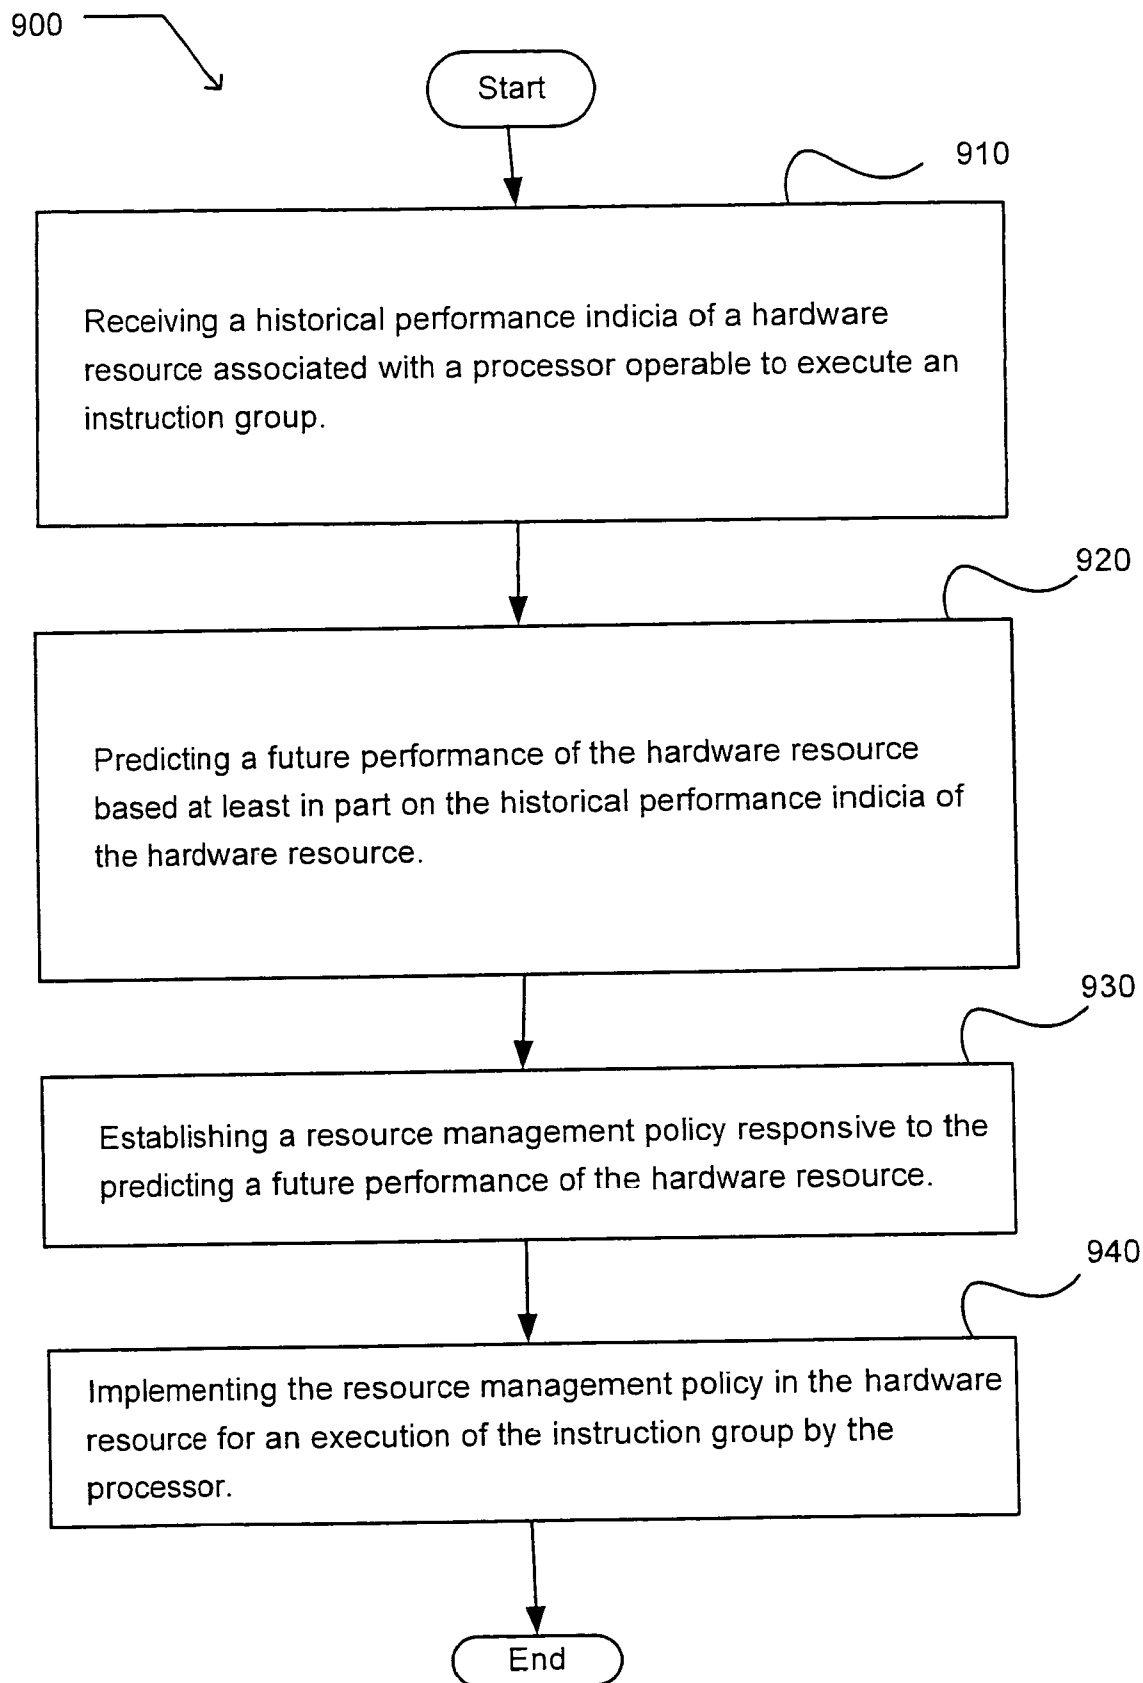 900
Start
910
Receiving a historical performance indicia of a hardware
resource associated with a processor operable to execute an
instruction group.
920
Predicting a future performance of the hardware resource
based at least in part on the historical performance indicia of
the hardware resource.
930
Establishing a resource management policy responsive to the
predicting a future performance of the hardware resource.
940
Implementing the resource management policy in the hardware
resource for an execution of the instruction group by the
processor.
End